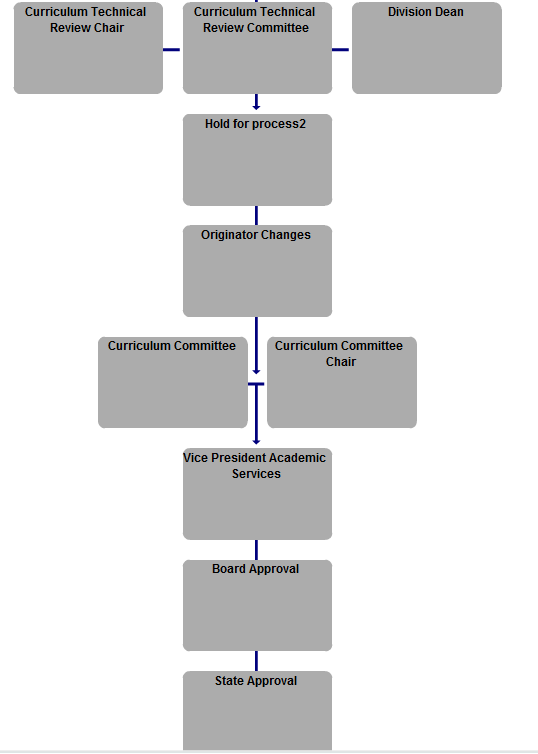 Curriculum Technical
Review Chair
Curriculum Technical
Review Committee
Division Dean
Hold for process2
Originator Changes
Curriculum Committee
Curriculum Committee
Chair
Vice President Academic
Services
Board Approval
State Approval